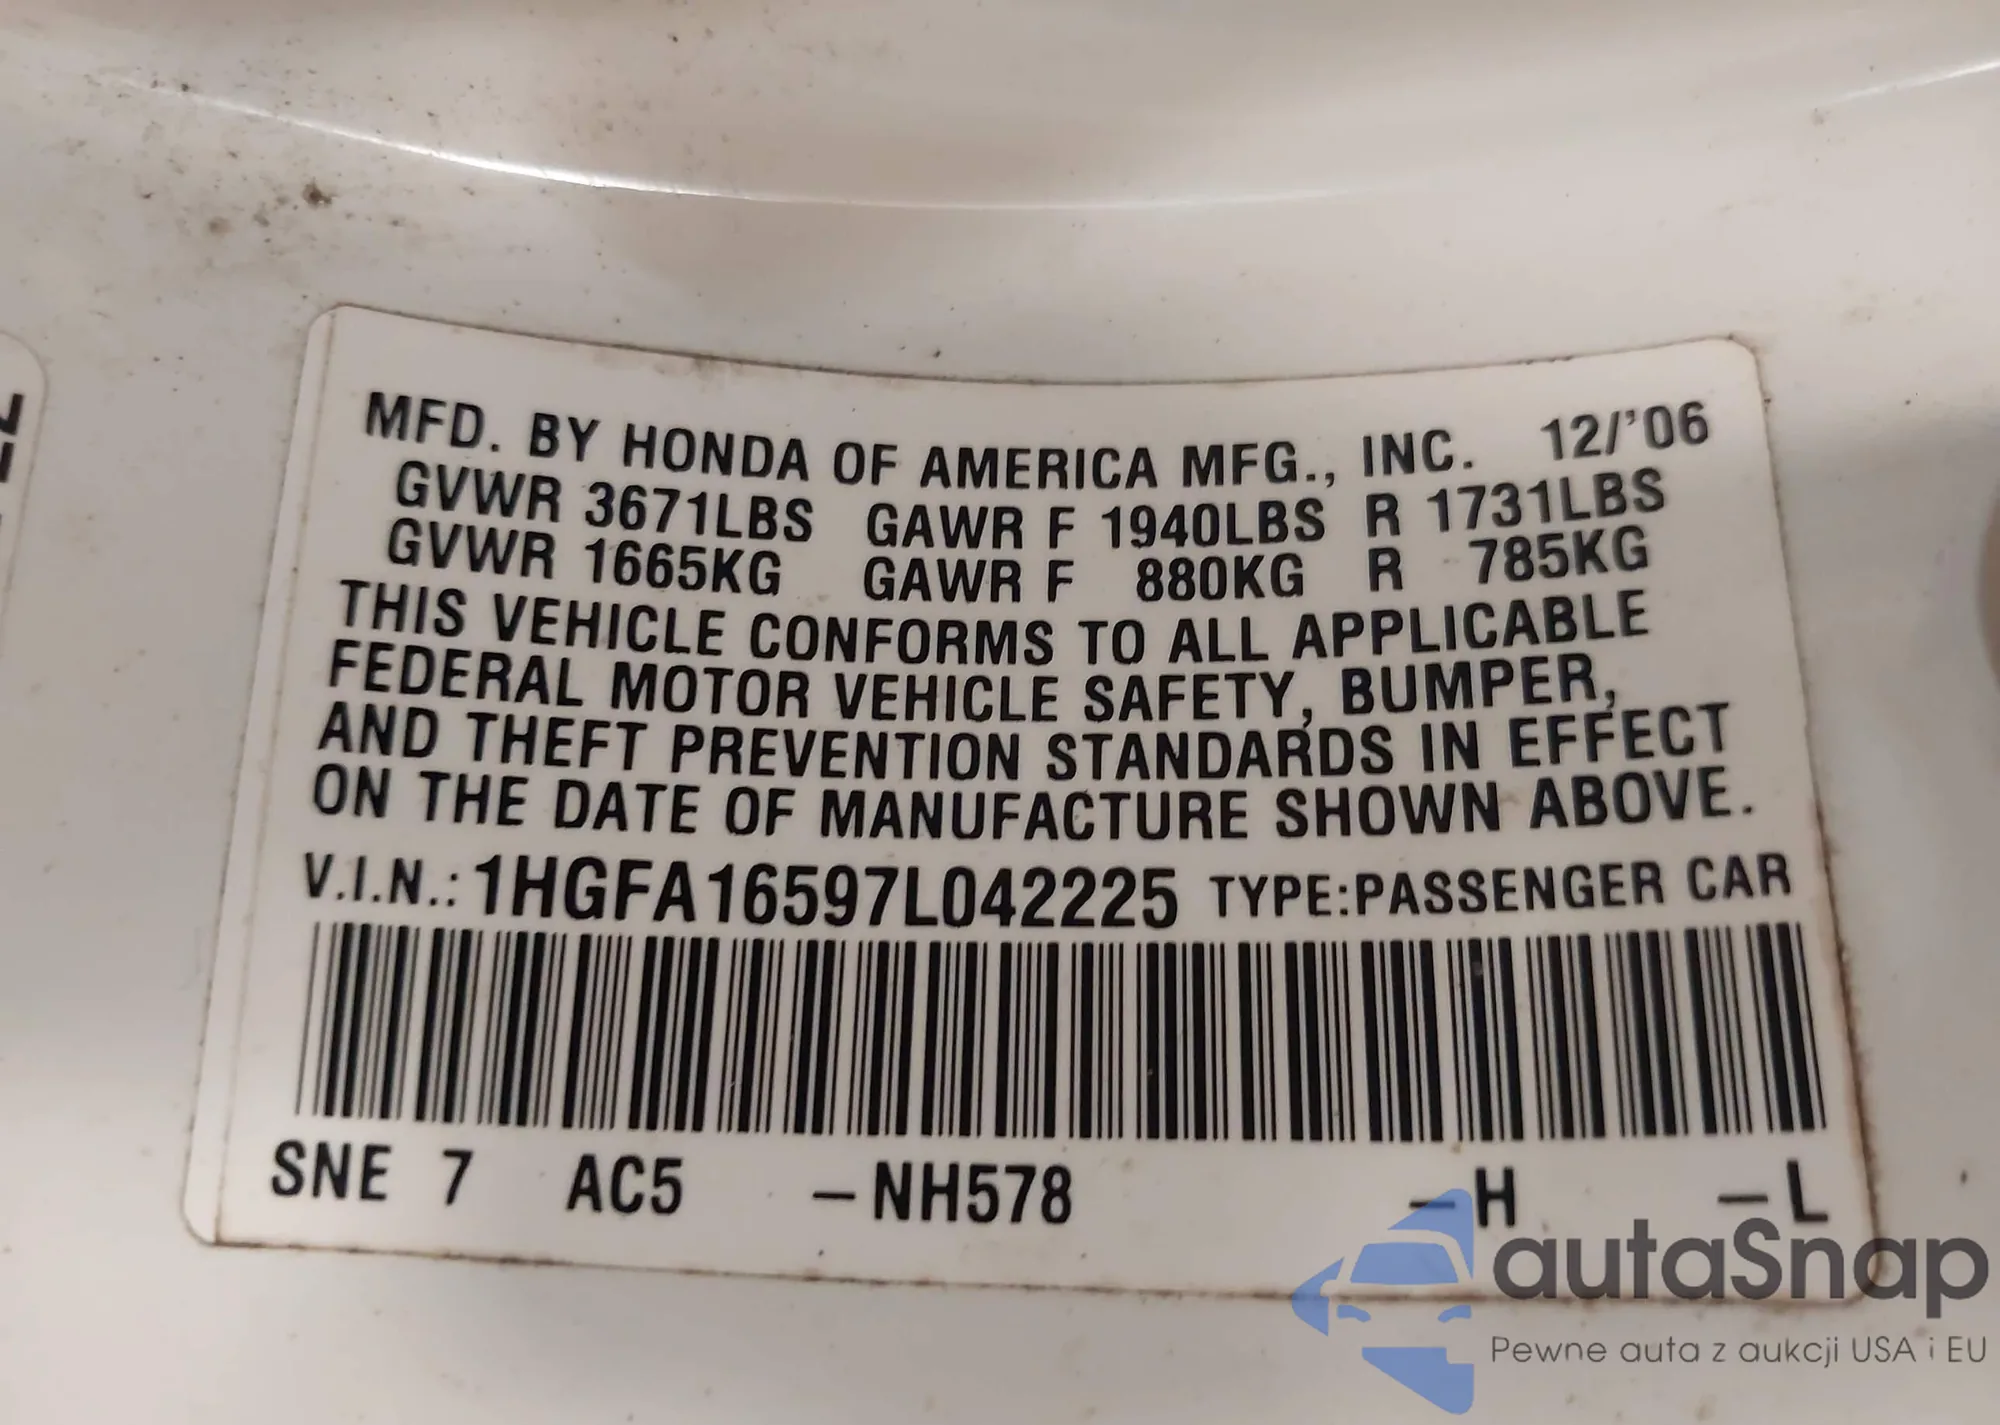 MFD. BY HONDA OF AMERICA MFG., INC. 12/'06
GVWR 3671LBS GAWR F 1940LBS R 1731LBS
GVWR 1665KG GAWR F 880KG R 785KG
THIS VEHICLE CONFORMS TO ALL APPLICABLE
FEDERAL MOTOR VEHICLE SAFETY, BUMPER,
AND THEFT PREVENTION STANDARDS IN EFFECT
ON THE DATE OF MANUFACTURE SHOWN ABOVE.
V.I.N.: 1HGFA16597L042225 TYPE:PASSENGER CAR
SNE 7 AC5 –NH578 –H –L
autaSnap
Pewne auta z aukcji USA i EU